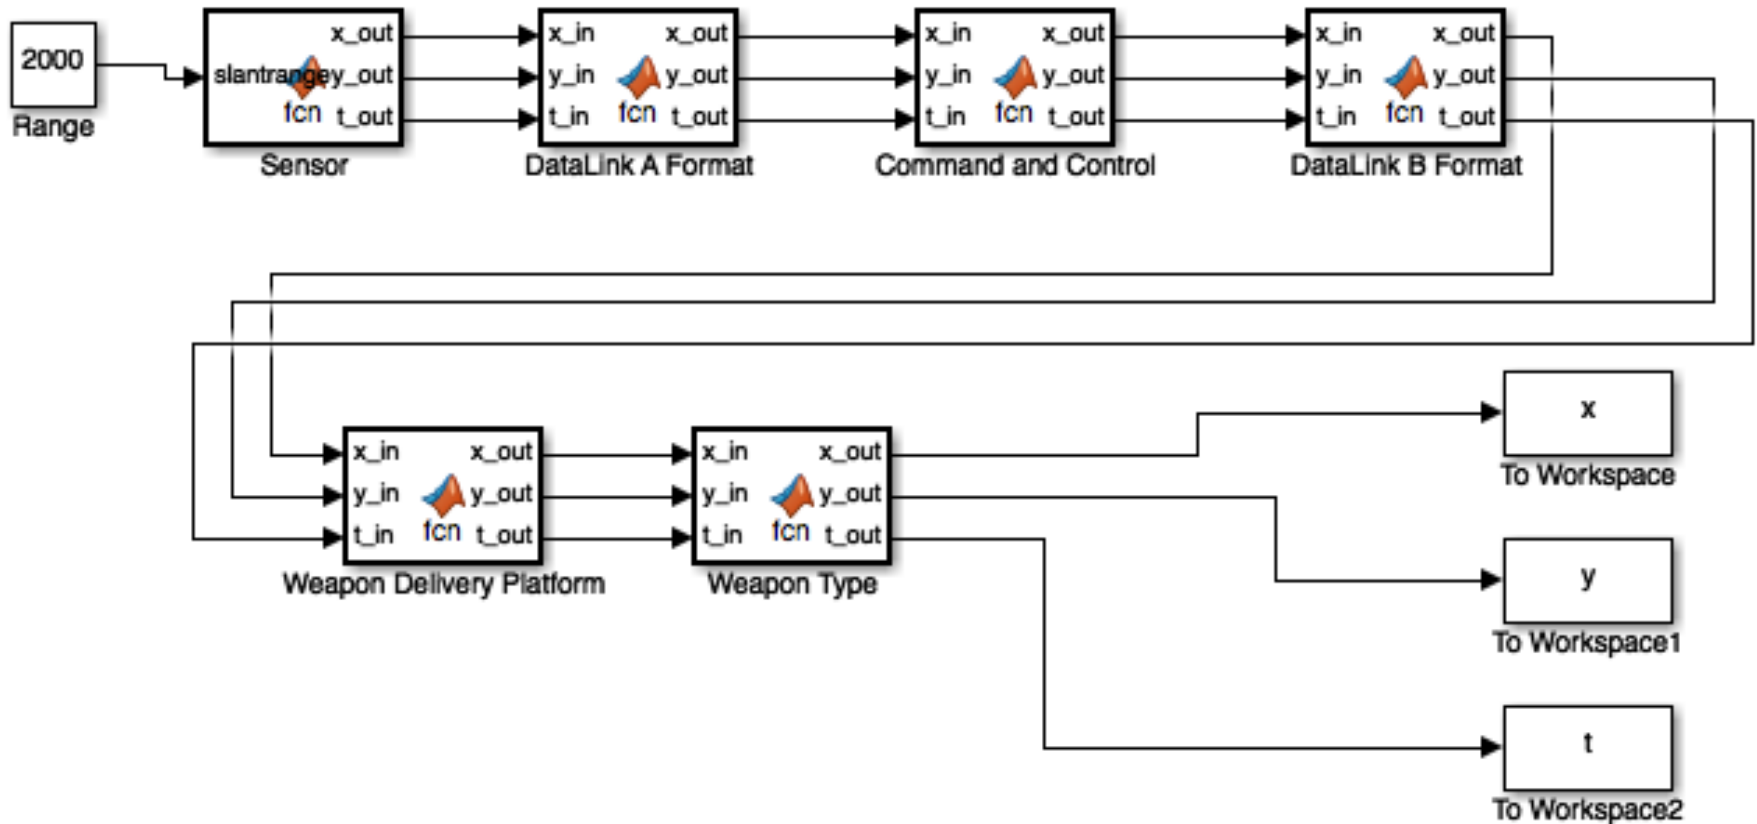 2000
Range
slantrange
x_out
y_out
t_out
fcn
Sensor
x_in x_out
y_in y_out
t_in fcn t_out
DataLink A Format
x_in x_out
y_in y_out
t_in fcn t_out
Command and Control
x_in x_out
y_in y_out
t_in fcn t_out
DataLink B Format
x_in x_out
y_in y_out
t_in fcn t_out
Weapon Delivery Platform
x_in x_out
y_in y_out
t_in fcn t_out
Weapon Type
x
To Workspace
y
To Workspace1
t
To Workspace2